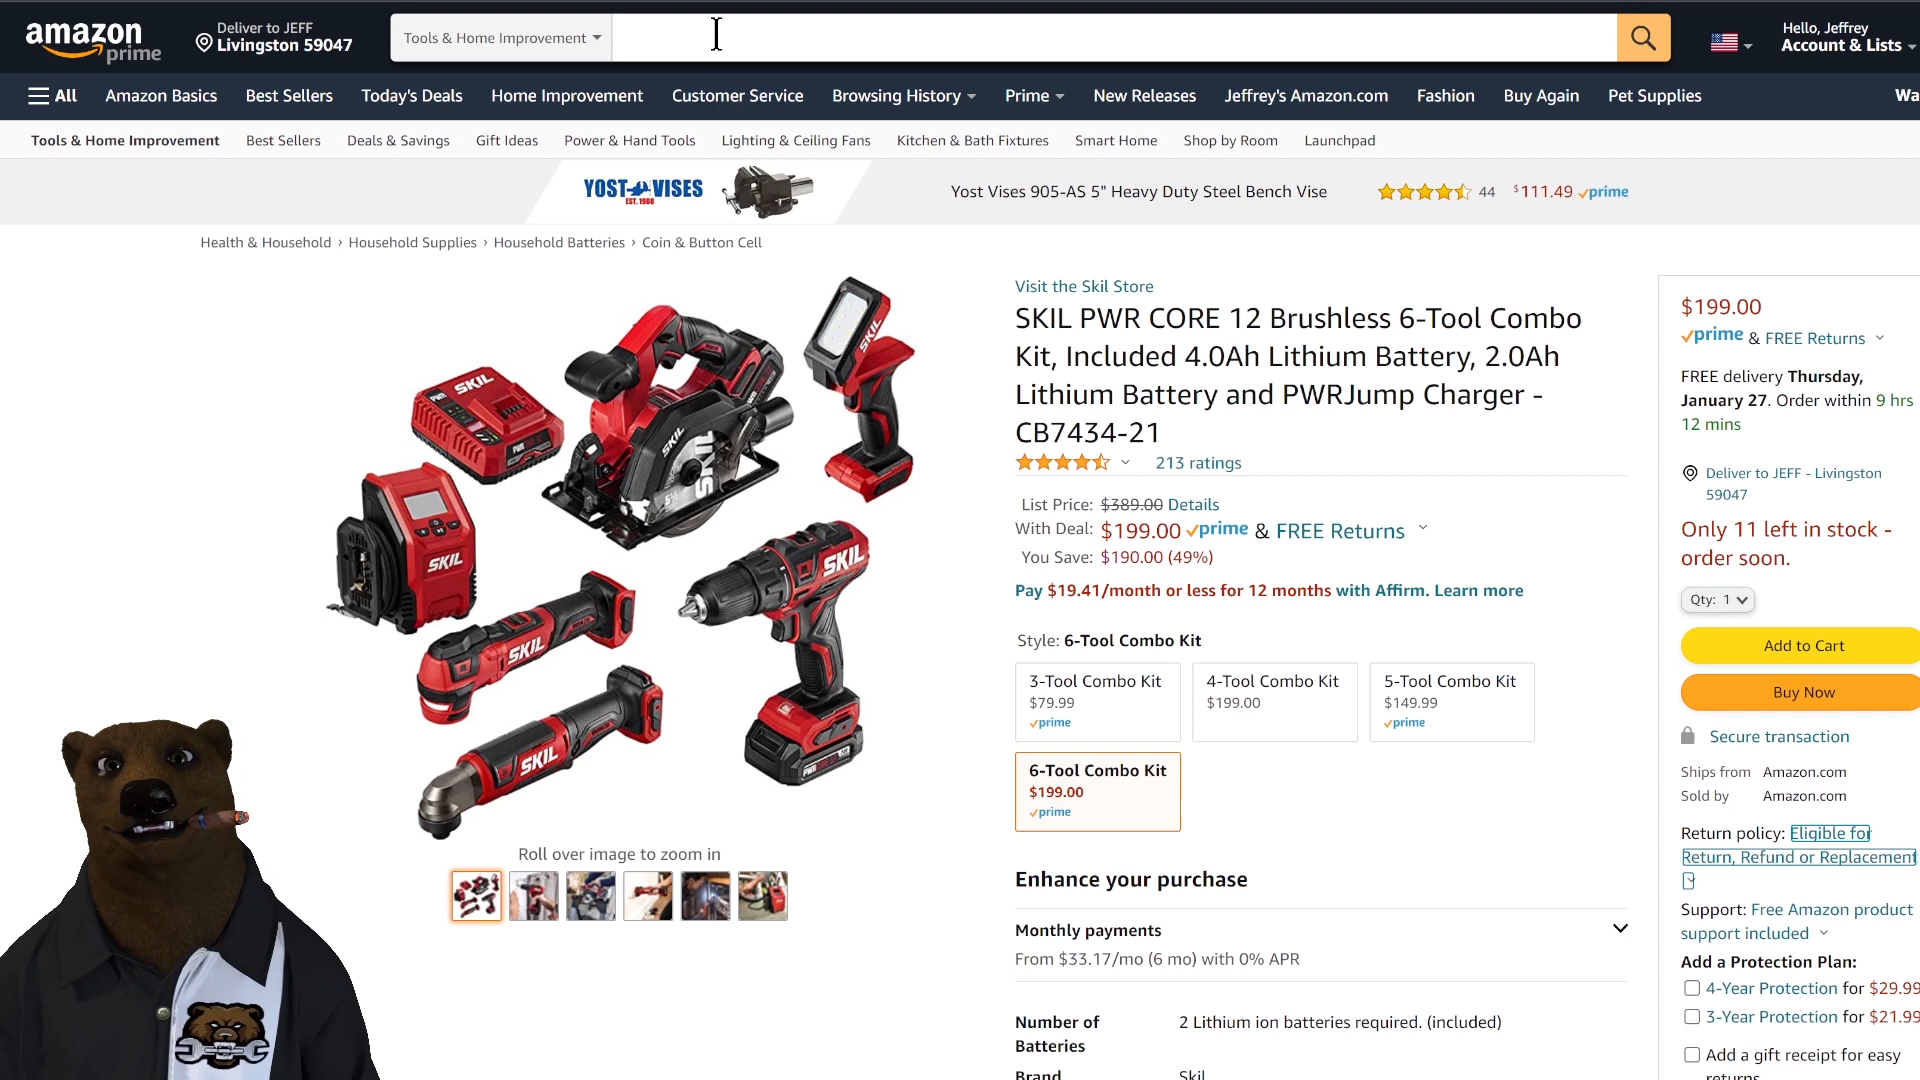 amazon
prime
Deliver to JEFF
Livingston 59047
Tools & Home Improvement
Hello, Jeffrey
Account & Lists
All
Amazon Basics
Best Sellers
Today's Deals
Home Improvement
Customer Service
Browsing History
Prime
New Releases
Jeffrey's Amazon.com
Fashion
Buy Again
Pet Supplies
Wa
Tools & Home Improvement
Best Sellers
Deals & Savings
Gift Ideas
Power & Hand Tools
Lighting & Ceiling Fans
Kitchen & Bath Fixtures
Smart Home
Shop by Room
Launchpad
YOST VISES
EST. 1908
Yost Vises 905-AS 5" Heavy Duty Steel Bench Vise
44
$111.49 prime
Health & Household › Household Supplies › Household Batteries › Coin & Button Cell
SKIL
SKIL
SKIL
SKIL
SKIL
SKIL
SKIL
SKIL
Roll over image to zoom in
Visit the Skil Store
SKIL PWR CORE 12 Brushless 6-Tool Combo
Kit, Included 4.0Ah Lithium Battery, 2.0Ah
Lithium Battery and PWRJump Charger -
CB7434-21
213 ratings
List Price: $389.00 Details
With Deal: $199.00 prime & FREE Returns
You Save: $190.00 (49%)
Pay $19.41/month or less for 12 months with Affirm. Learn more
Style: 6-Tool Combo Kit
3-Tool Combo Kit
$79.99
prime
4-Tool Combo Kit
$199.00
5-Tool Combo Kit
$149.99
prime
6-Tool Combo Kit
$199.00
prime
Enhance your purchase
Monthly payments
From $33.17/mo (6 mo) with 0% APR
Number of
Batteries
2 Lithium ion batteries required. (included)
Brand
Skil
$199.00
prime & FREE Returns
FREE delivery Thursday,
January 27. Order within 9 hrs
12 mins
Deliver to JEFF - Livingston
59047
Only 11 left in stock -
order soon.
Qty: 1
Add to Cart
Buy Now
Secure transaction
Ships from Amazon.com
Sold by Amazon.com
Return policy: Eligible for
Return, Refund or Replacement
Support: Free Amazon product
support included
Add a Protection Plan:
4-Year Protection for $29.99
3-Year Protection for $21.99
Add a gift receipt for easy
returns